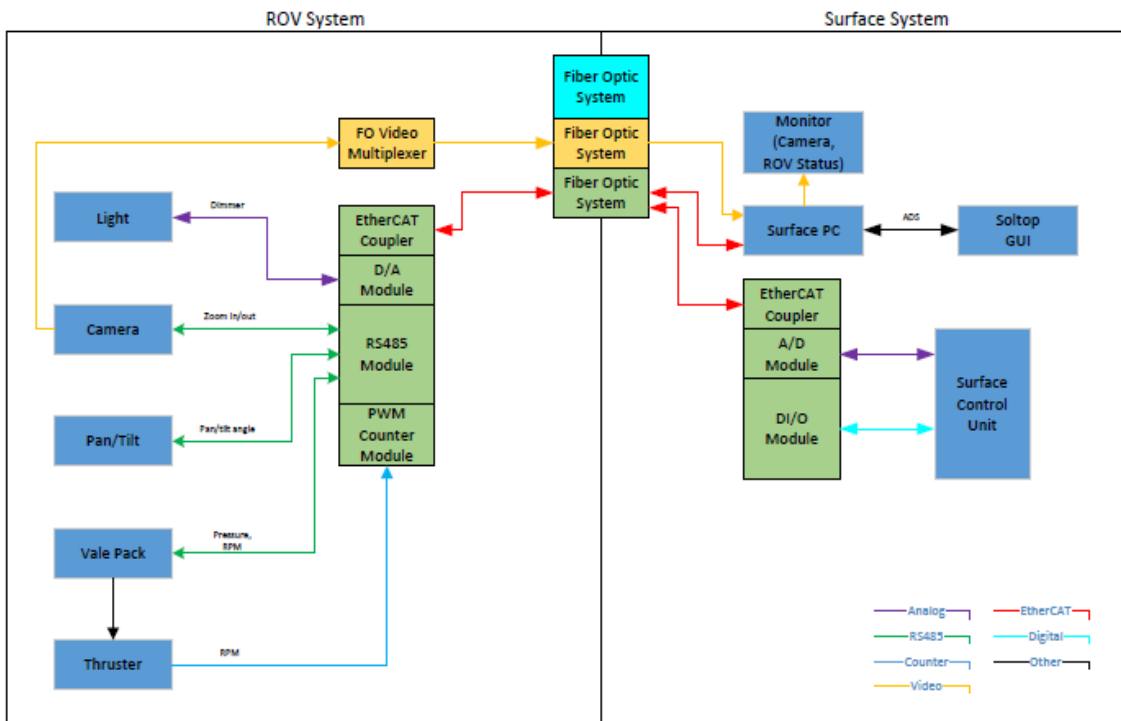 ROV System
Surface System
Fiber Optic
System
FO Video
Multiplexer
Fiber Optic
System
Monitor
(Camera,
ROV Status)
Fiber Optic
System
Light
Dimmer
EtherCAT
Coupler
Surface PC
ADS
Soltop
GUI
D/A
Module
EtherCAT
Coupler
Camera
Zoom in/out
RS485
Module
A/D
Module
Surface
Control
Unit
Pan/Tilt
Pan/tilt angle
PWM
Counter
Module
DI/O
Module
Vale Pack
Pressure,
RPM
Thruster
RPM
Analog
EtherCAT
RS485
Digital
Counter
Other
Video